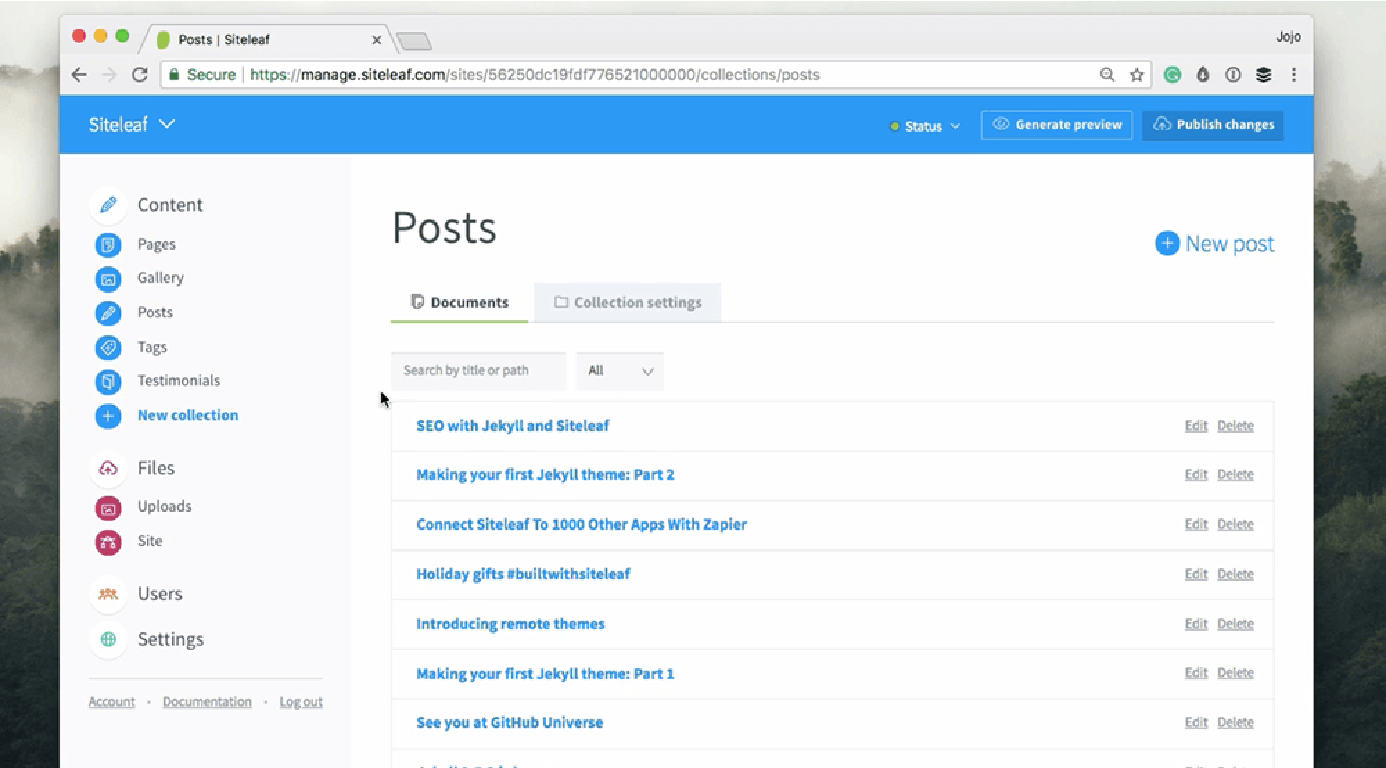 Posts | Siteleaf
Jojo
Secure https://manage.siteleaf.com/sites/56250dc19fdf776521000000/collections/posts
Siteleaf
Status
Generate preview
Publish changes
Content
Pages
Gallery
Posts
Tags
Testimonials
New collection
Files
Uploads
Site
Users
Settings
Account · Documentation · Log out
Posts
New post
Documents
Collection settings
Search by title or path
All
SEO with Jekyll and Siteleaf Edit Delete
Making your first Jekyll theme: Part 2 Edit Delete
Connect Siteleaf To 1000 Other Apps With Zapier Edit Delete
Holiday gifts #builtwithsiteleaf Edit Delete
Introducing remote themes Edit Delete
Making your first Jekyll theme: Part 1 Edit Delete
See you at GitHub Universe Edit Delete